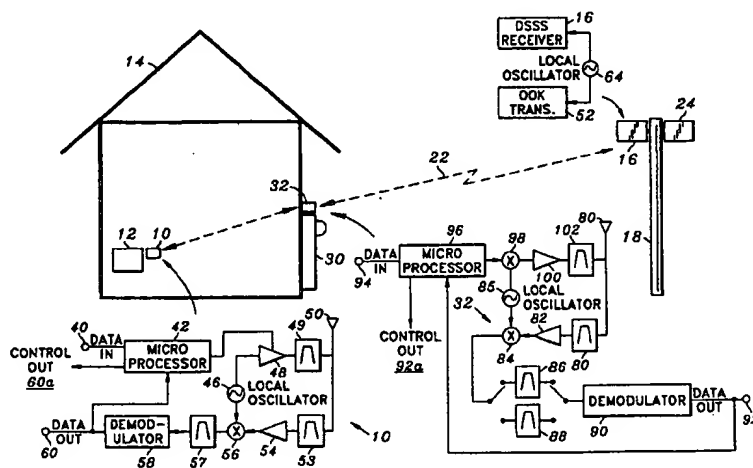 DSSS
RECEIVER
16
LOCAL
OSCILLATOR
64
OOK
TRANS.
52
14
24
16
22
18
32
12
10
30
96
98
102
80
DATA
IN
94
MICRO
PROCESSOR
100
85
LOCAL
OSCILLATOR
32
CONTROL
OUT
92a
84
82
80
86
88
DEMODULATOR
90
DATA
OUT
40
DATA
IN
42
MICRO
PROCESSOR
CONTROL
OUT
60a
49
50
48
46
LOCAL
OSCILLATOR
DATA
OUT
60
DEMOD-
ULATOR
58
57
56
54
53
10